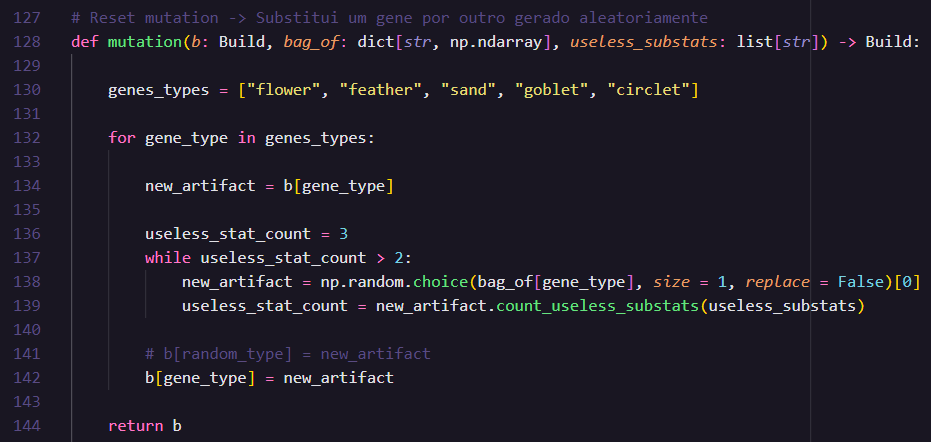 127 # Reset mutation -> Substitui um gene por outro gerado aleatoriamente
128 def mutation(b: Build, bag_of: dict[str, np.ndarray], useless_substats: list[str]) -> Build:
129
130     genes_types = ["flower", "feather", "sand", "goblet", "circlet"]
131
132     for gene_type in genes_types:
133
134         new_artifact = b[gene_type]
135
136         useless_stat_count = 3
137         while useless_stat_count > 2:
138             new_artifact = np.random.choice(bag_of[gene_type], size = 1, replace = False)[0]
139             useless_stat_count = new_artifact.count_useless_substats(useless_substats)
140
141         # b[random_type] = new_artifact
142         b[gene_type] = new_artifact
143
144     return b